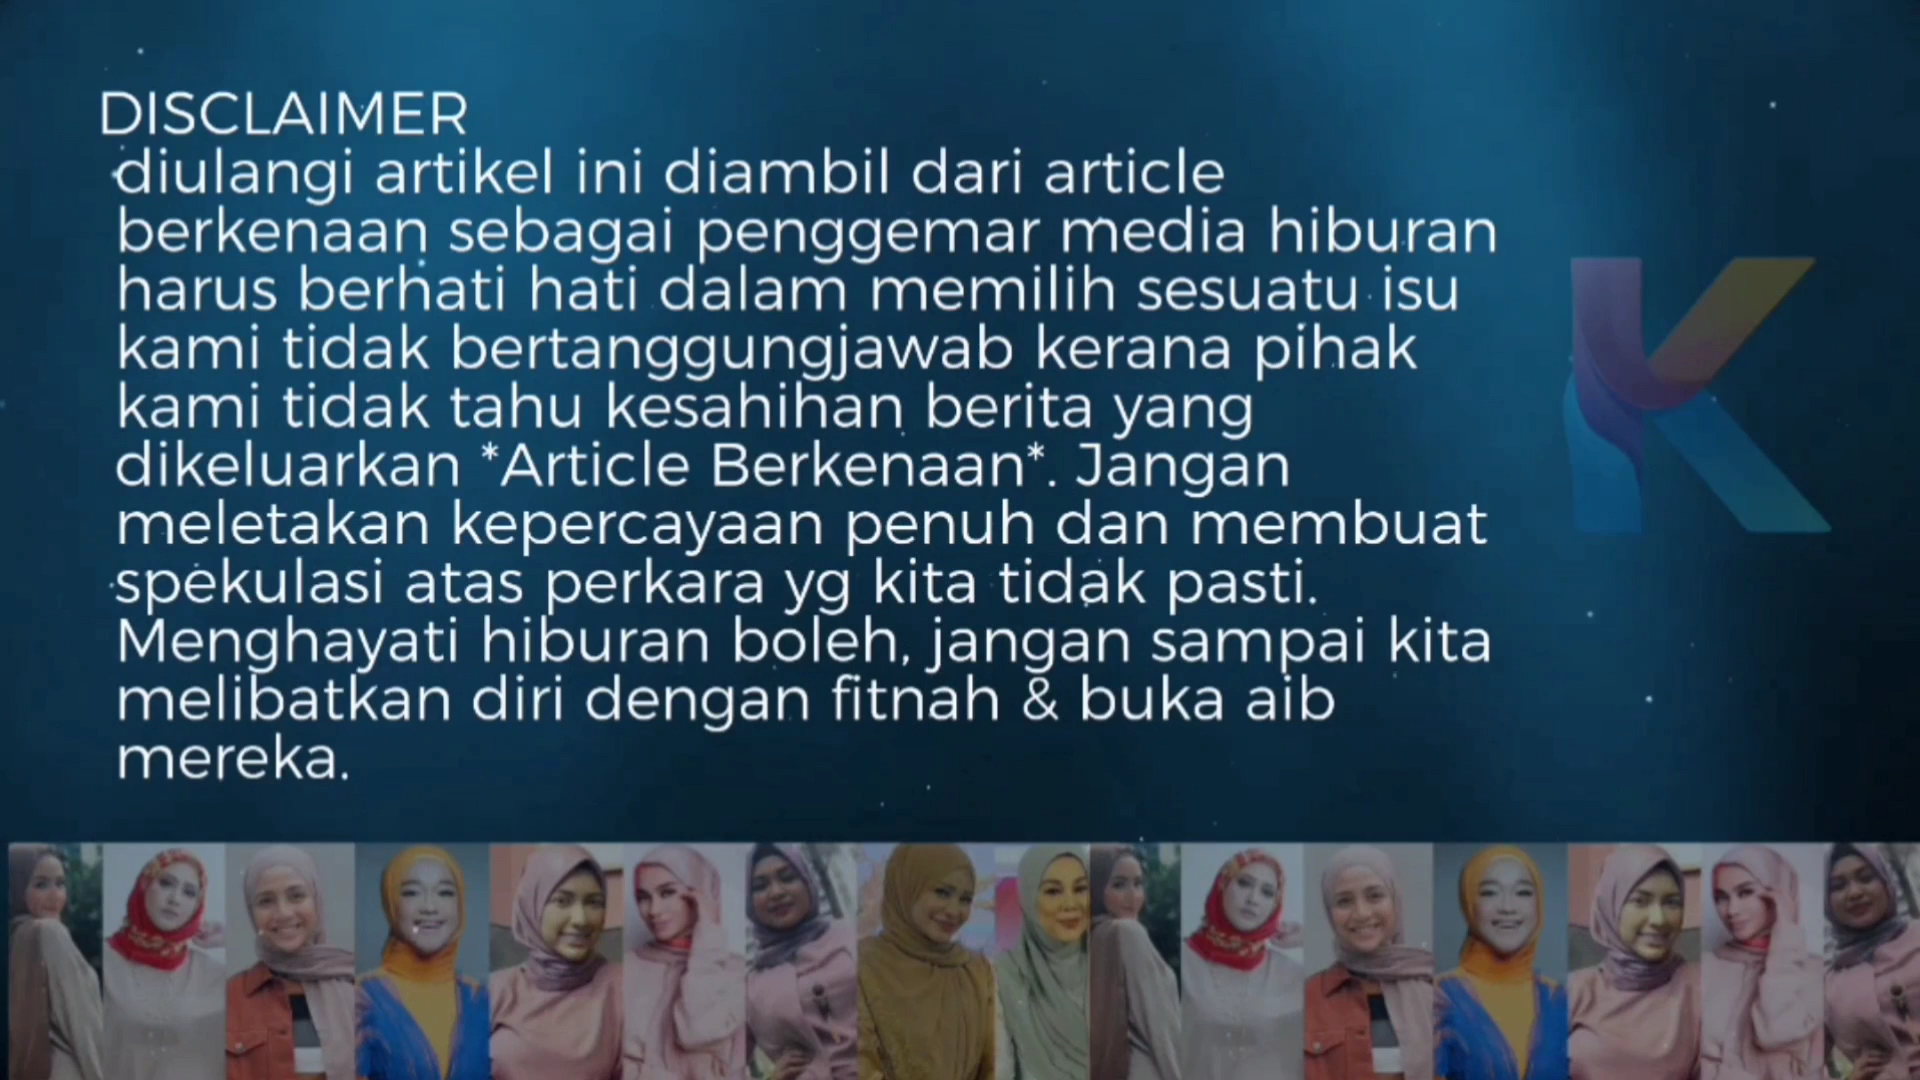 DISCLAIMER
diulangi artikel ini diambil dari article
berkenaan sebagai penggemar media hiburan
harus berhati hati dalam memilih sesuatu isu
kami tidak bertanggungjawab kerana pihak
kami tidak tahu kesahihan berita yang
dikeluarkan *Article Berkenaan*. Jangan
meletakan kepercayaan penuh dan membuat
spekulasi atas perkara yg kita tidak pasti.
Menghayati hiburan boleh, jangan sampai kita
melibatkan diri dengan fitnah & buka aib
mereka.